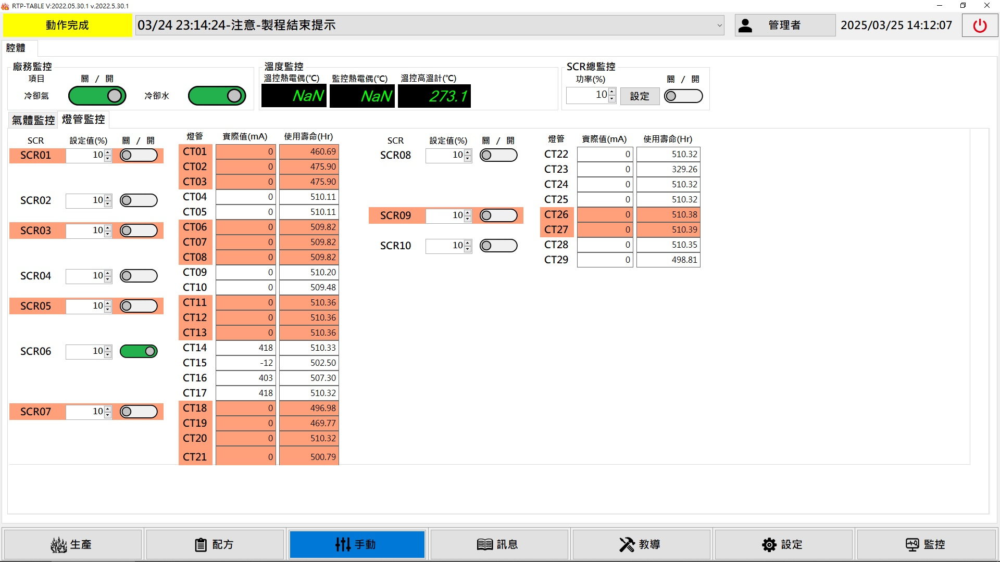 RTP-TABLE V:2022.05.30.1 v.2022.5.30.1
動作完成
03/24 23:14:24-注意-製程結束提示
管理者
2025/03/25 14:12:07
腔體
廠務監控
項目 關 / 開
冷卻氣 冷卻水
溫度監控
溫控熱電偶(℃) 監控熱電偶(℃) 溫控高溫計(℃)
NaN NaN 273.1
SCR總監控
功率(%) 關 / 開
10 設定
氣體監控 燈管監控
SCR 設定值(%) 關 / 開
SCR01 10
SCR02 10
SCR03 10
SCR04 10
SCR05 10
SCR06 10
SCR07 10
燈管 實際值(mA) 使用壽命(Hr)
CT01 0 460.69
CT02 0 475.90
CT03 0 475.90
CT04 0 510.11
CT05 0 510.11
CT06 0 509.82
CT07 0 509.82
CT08 0 509.82
CT09 0 510.20
CT10 0 509.48
CT11 0 510.36
CT12 0 510.36
CT13 0 510.36
CT14 418 510.33
CT15 -12 502.50
CT16 403 507.30
CT17 418 510.32
CT18 0 496.98
CT19 0 469.77
CT20 0 510.32
CT21 0 500.79
SCR 設定值(%) 關 / 開
SCR08 10
SCR09 10
SCR10 10
燈管 實際值(mA) 使用壽命(Hr)
CT22 0 510.32
CT23 0 329.26
CT24 0 510.32
CT25 0 510.32
CT26 0 510.38
CT27 0 510.39
CT28 0 510.35
CT29 0 498.81
生產 配方 手動 訊息 教導 設定 監控